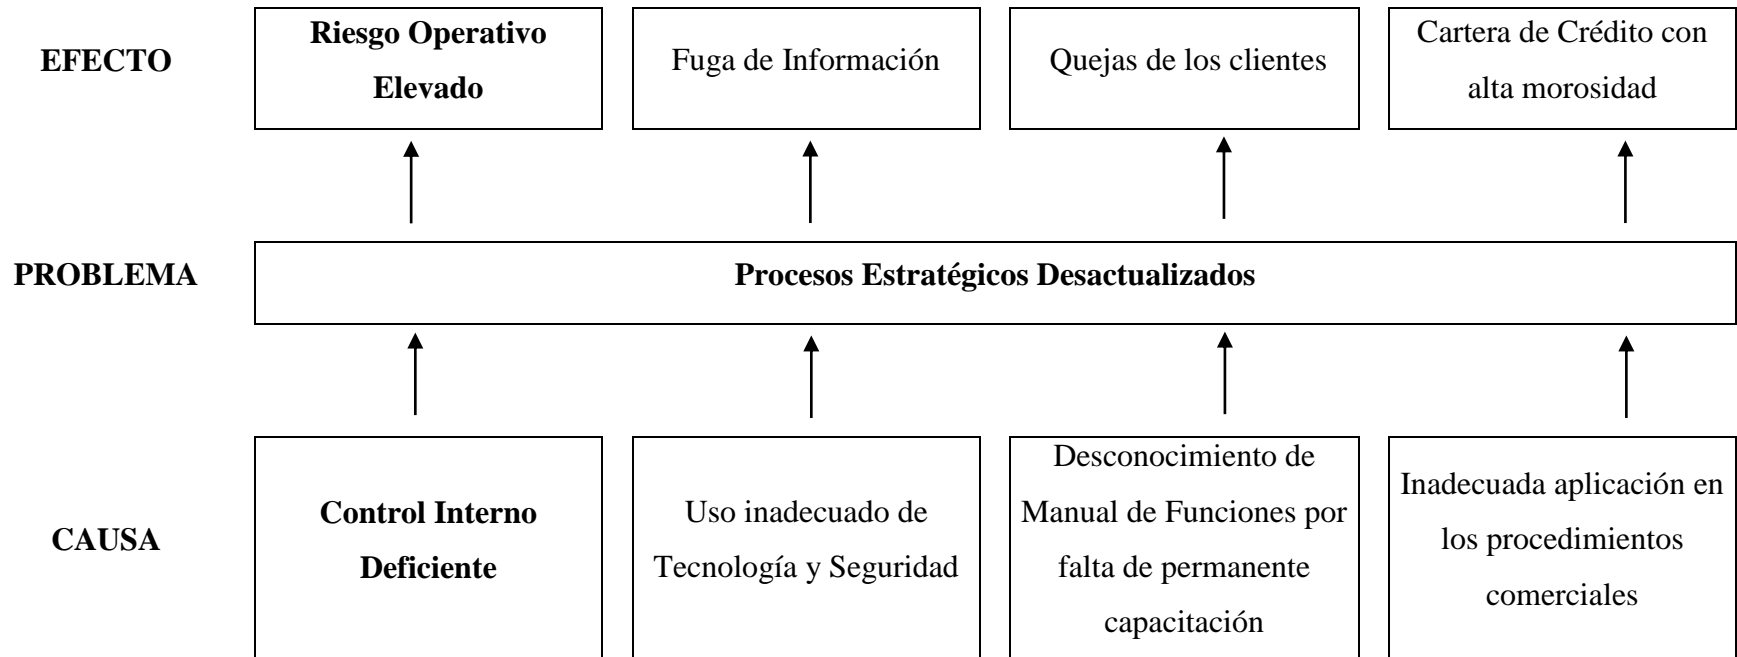 EFECTO
Riesgo Operativo
Elevado
Fuga de Información
Quejas de los clientes
Cartera de Crédito con
alta morosidad
PROBLEMA
Procesos Estratégicos Desactualizados
CAUSA
Control Interno
Deficiente
Uso inadecuado de
Tecnología y Seguridad
Desconocimiento de
Manual de Funciones por
falta de permanente
capacitación
Inadecuada aplicación en
los procedimientos
comerciales